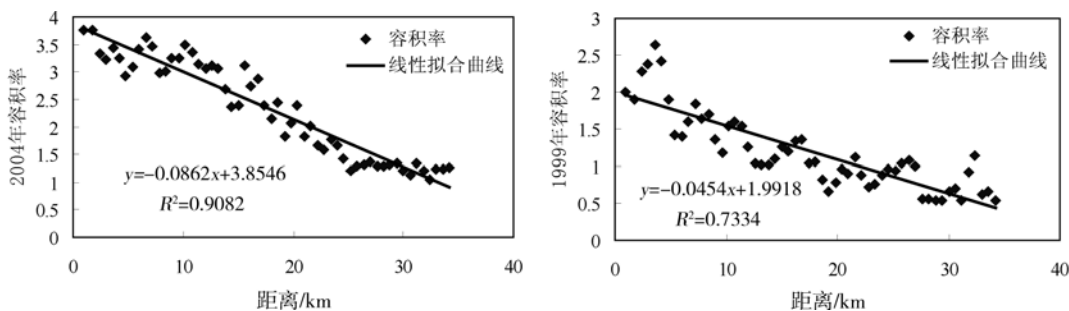 4
3.5
3
2.5
2
1.5
1
0.5
0
2004年容积率
容积率
线性拟合曲线
y=-0.0862x+3.8546
R²=0.9082
0 10 20 30 40
距离/km
3
2.5
2
1.5
1
0.5
0
1999年容积率
容积率
线性拟合曲线
y=-0.0454x+1.9918
R²=0.7334
0 10 20 30 40
距离/km